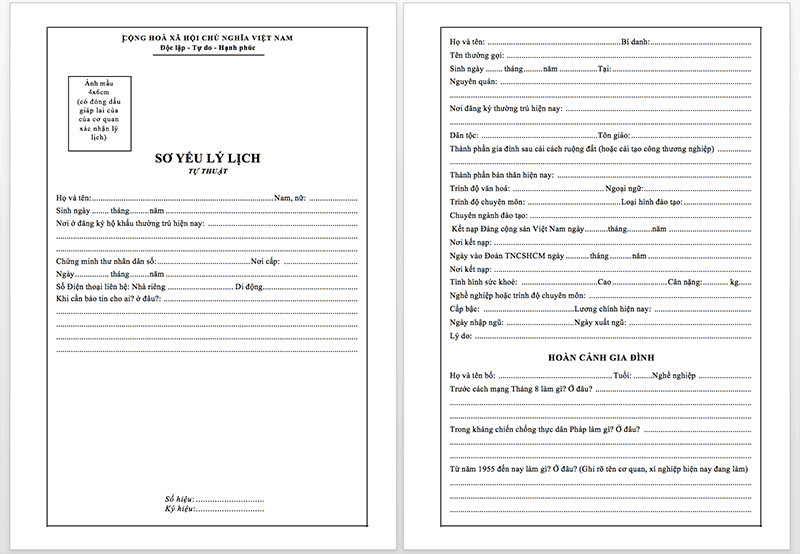 CỘNG HOÀ XÃ HỘI CHỦ NGHĨA VIỆT NAM
Độc lập - Tự do - Hạnh phúc
Ảnh mầu
4x6cm
(có đóng dấu
giáp lai của
của cơ quan
xác nhận lý
lịch)
SƠ YẾU LÝ LỊCH
TỰ THUẬT
Họ và tên:..........Nam, nữ: ..........
Sinh ngày ........ tháng........năm ..........
Nơi ở đăng ký hộ khẩu thường trú hiện nay: ..........
Chứng minh thư nhân dân số:..........Nơi cấp: ..........
Ngày........ tháng........năm ..........
Số Điện thoại liên hệ: Nhà riêng .......... Di động..........
Khi cần báo tin cho ai? ở đâu?: ..........
Số hiệu:..........
Ký hiệu:..........
Họ và tên: ..........Bí danh:..........
Tên thường gọi: ..........
Sinh ngày ........ tháng........năm ..........Tại:..........
Nguyên quán: ..........
Nơi đăng ký thường trú hiện nay: ..........
Dân tộc: ..........Tôn giáo:..........
Thành phần gia đình sau cải cách ruộng đất (hoặc cải tạo công thương nghiệp) ..........
Thành phần bản thân hiện nay: ..........
Trình độ văn hoá: .......... Ngoại ngữ:..........
Trình độ chuyên môn: ..........Loại hình đào tạo:..........
Chuyên ngành đào tạo:..........
Kết nạp Đảng cộng sản Việt Nam ngày..........tháng..........năm ..........
Nơi kết nạp: ..........
Ngày vào Đoàn TNCSHCM ngày ..........tháng ..........năm ..........
Nơi kết nạp: ..........
Tình hình sức khoẻ: ..........Cao ..........Cân nặng:.......... kg......
Nghề nghiệp hoặc trình độ chuyên môn: ..........
Cấp bậc: ..........Lương chính hiện nay: ..........
Ngày nhập ngũ: ..........Ngày xuất ngũ: ..........
Lý do: ..........
HOÀN CẢNH GIA ĐÌNH
Họ và tên bố: .......... Tuổi: ........Nghề nghiệp ..........
Trước cách mạng Tháng 8 làm gì? Ở đâu? ..........
Trong kháng chiến chống thực dân Pháp làm gì? Ở đâu? ..........
Từ năm 1955 đến nay làm gì? Ở đâu? (Ghi rõ tên cơ quan, xí nghiệp hiện nay đang làm)